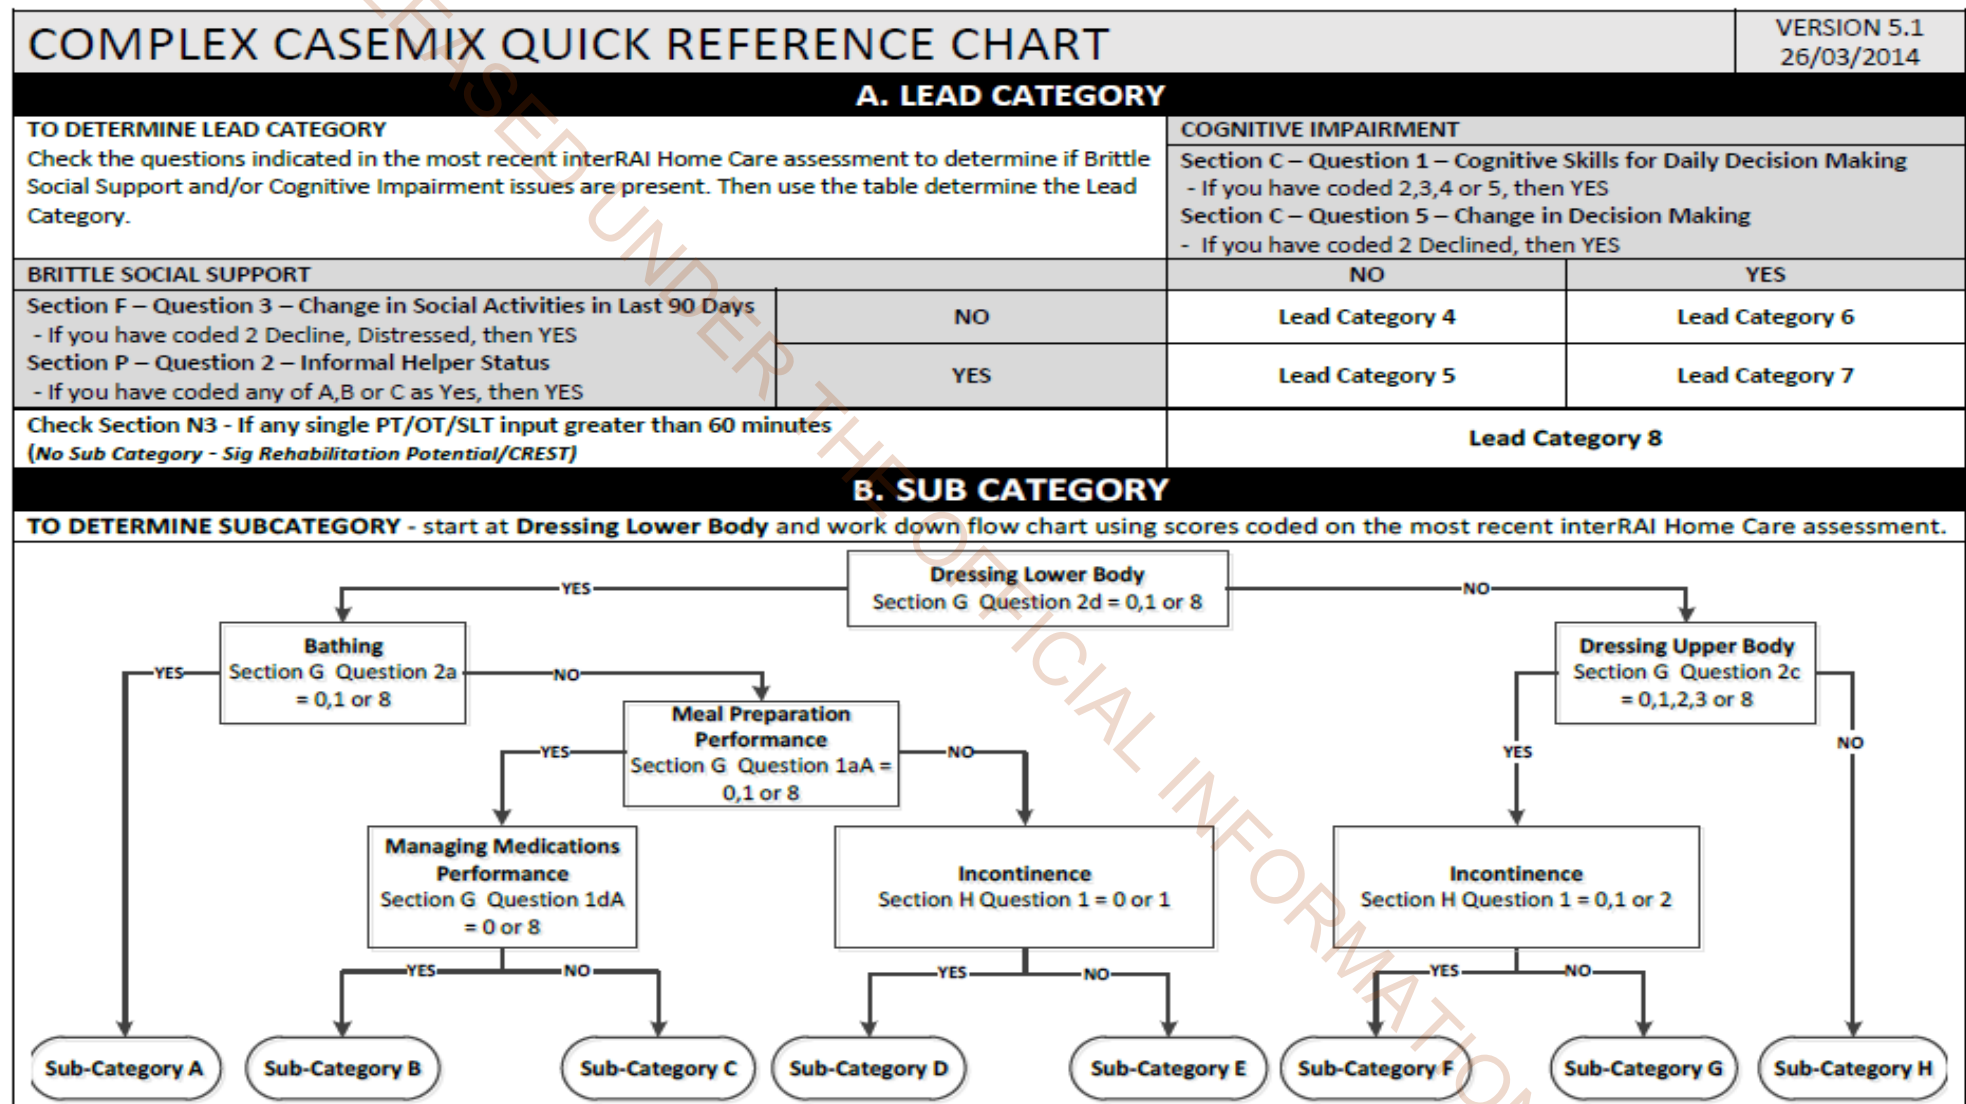 COMPLEX CASEMIX QUICK REFERENCE CHART
VERSION 5.1
26/03/2014
A. LEAD CATEGORY
TO DETERMINE LEAD CATEGORY
Check the questions indicated in the most recent interRAI Home Care assessment to determine if Brittle
Social Support and/or Cognitive Impairment issues are present. Then use the table determine the Lead
Category.
COGNITIVE IMPAIRMENT
Section C – Question 1 – Cognitive Skills for Daily Decision Making
- If you have coded 2,3,4 or 5, then YES
Section C – Question 5 – Change in Decision Making
- If you have coded 2 Declined, then YES
BRITTLE SOCIAL SUPPORT
NO
YES
Section F – Question 3 – Change in Social Activities in Last 90 Days
- If you have coded 2 Decline, Distressed, then YES
Section P – Question 2 – Informal Helper Status
- If you have coded any of A,B or C as Yes, then YES
NO
Lead Category 4
Lead Category 6
YES
Lead Category 5
Lead Category 7
Check Section N3 - If any single PT/OT/SLT input greater than 60 minutes
(No Sub Category - Sig Rehabilitation Potential/CREST)
Lead Category 8
B. SUB CATEGORY
TO DETERMINE SUBCATEGORY - start at Dressing Lower Body and work down flow chart using scores coded on the most recent interRAI Home Care assessment.
Dressing Lower Body
Section G Question 2d = 0,1 or 8
YES
NO
Bathing
Section G Question 2a
= 0,1 or 8
YES
NO
Dressing Upper Body
Section G Question 2c
= 0,1,2,3 or 8
YES
NO
Meal Preparation
Performance
Section G Question 1aA =
0,1 or 8
YES
NO
Managing Medications
Performance
Section G Question 1dA
= 0 or 8
YES
NO
Incontinence
Section H Question 1 = 0 or 1
YES
NO
Incontinence
Section H Question 1 = 0,1 or 2
YES
NO
Sub-Category A
Sub-Category B
Sub-Category C
Sub-Category D
Sub-Category E
Sub-Category F
Sub-Category G
Sub-Category H
UNDER THE OFFICIAL INFORMATION